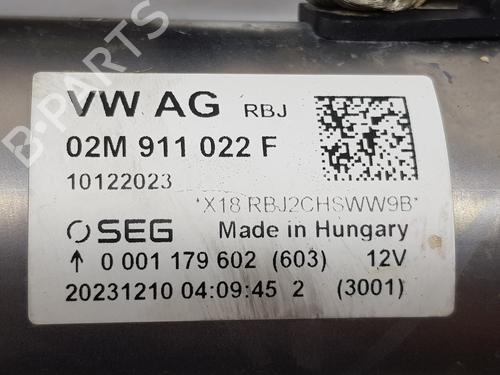 VW AG RBJ
02M 911 022 F
10122023
*X18 RBJ2CHSWW9B*
SEG Made in Hungary
↑ 0 001 179 602 (603) 12V
20231210 04:09:45 2 (3001)
B-PARTS